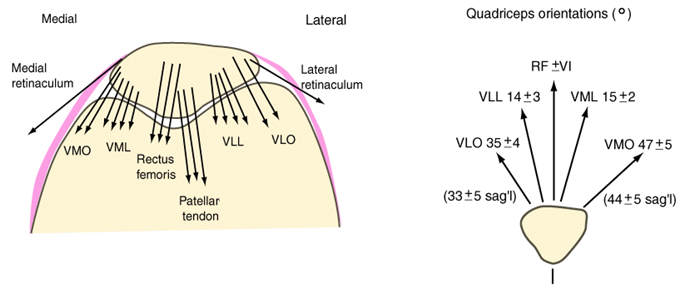 Medial
Lateral
Medial
retinaculum
Lateral
retinaculum
VMO
VML
Rectus
femoris
VLL
VLO
Patellar
tendon
Quadriceps orientations (°)
RF ±VI
VLL 14±3
VML 15±2
VLO 35±4
VMO 47±5
(33±5 sag'l)
(44±5 sag'l)